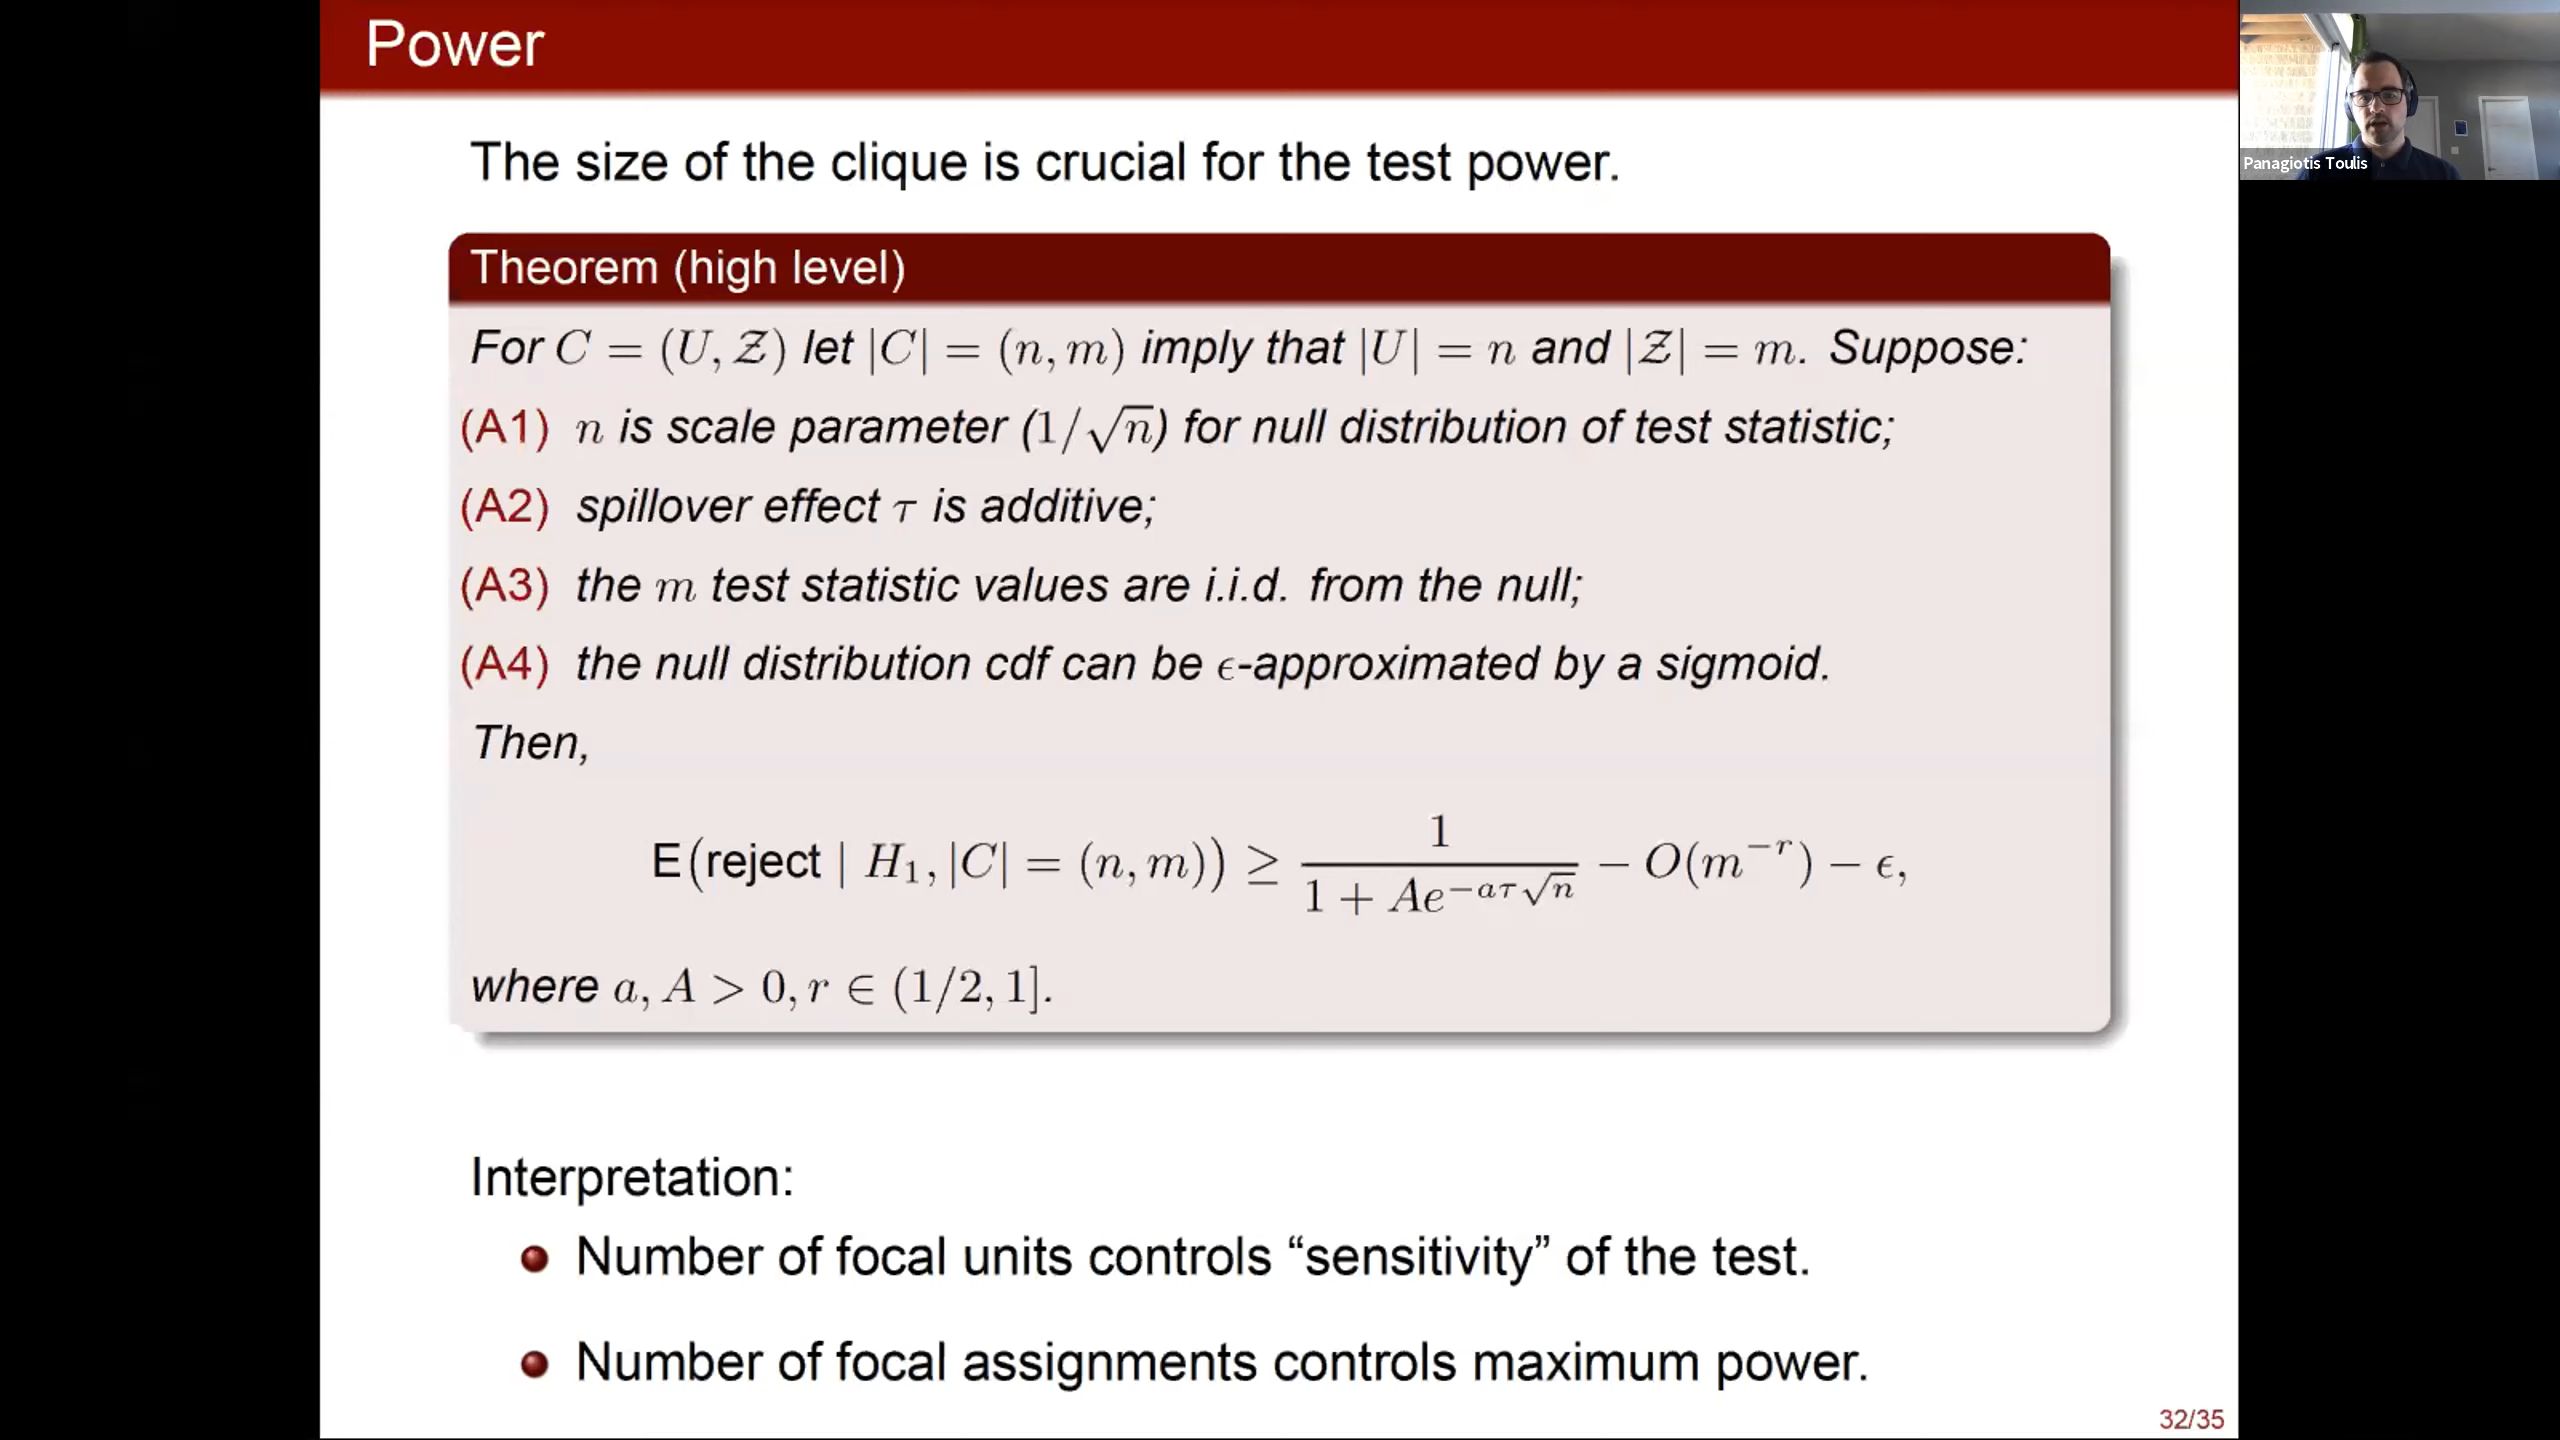 Power
Panagiotis Toulis
The size of the clique is crucial for the test power.
Theorem (high level)
For C = (U, 𝒵) let |C| = (n, m) imply that |U| = n and |𝒵| = m. Suppose:
(A1) n is scale parameter (1/√n) for null distribution of test statistic;
(A2) spillover effect τ is additive;
(A3) the m test statistic values are i.i.d. from the null;
(A4) the null distribution cdf can be ϵ-approximated by a sigmoid.
Then,
E(reject | H₁, |C| = (n, m)) ≥ 1 / (1 + Ae^{−aτ√n}) − O(m^{−r}) − ϵ,
where a, A > 0, r ∈ (1/2, 1].
Interpretation:
Number of focal units controls “sensitivity” of the test.
Number of focal assignments controls maximum power.
32/35